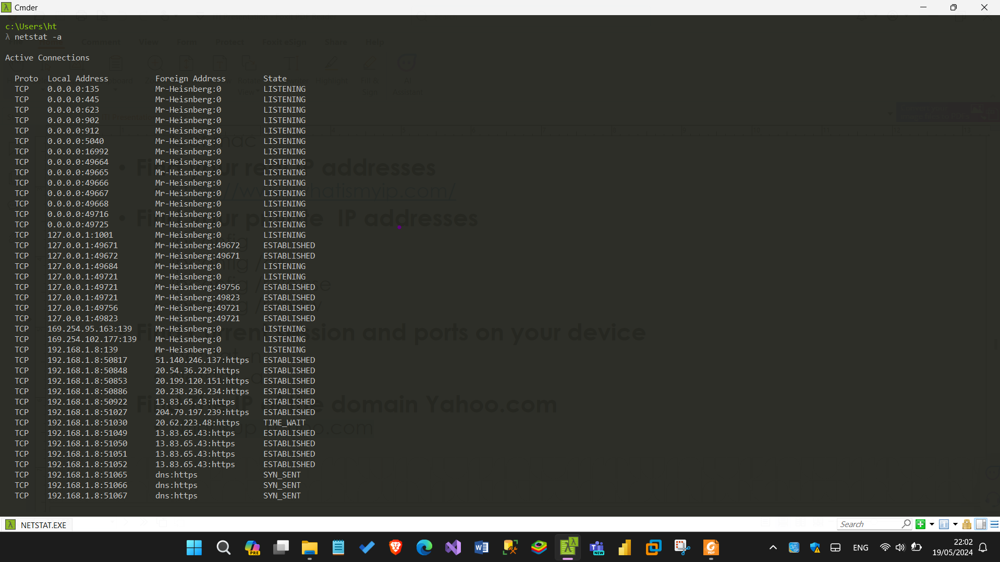 Cmder
c:\Users\ht
λ netstat -a
Comment View Form Protect Foxit eSign Share Help
Active Connections
Proto Local Address Foreign Address State
TCP 0.0.0.0:135 Mr-Heisnberg:0 LISTENING
TCP 0.0.0.0:445 Mr-Heisnberg:0 LISTENING
TCP 0.0.0.0:623 Mr-Heisnberg:0 LISTENING
TCP 0.0.0.0:902 Mr-Heisnberg:0 LISTENING
TCP 0.0.0.0:912 Mr-Heisnberg:0 LISTENING
TCP 0.0.0.0:5040 Mr-Heisnberg:0 LISTENING
TCP 0.0.0.0:16992 Mr-Heisnberg:0 LISTENING
TCP 0.0.0.0:49664 Mr-Heisnberg:0 LISTENING
TCP 0.0.0.0:49665 Mr-Heisnberg:0 LISTENING
TCP 0.0.0.0:49666 Mr-Heisnberg:0 LISTENING
TCP 0.0.0.0:49667 Mr-Heisnberg:0 LISTENING
TCP 0.0.0.0:49668 Mr-Heisnberg:0 LISTENING
TCP 0.0.0.0:49716 Mr-Heisnberg:0 LISTENING
TCP 0.0.0.0:49725 Mr-Heisnberg:0 LISTENING
TCP 127.0.0.1:1001 Mr-Heisnberg:0 LISTENING
TCP 127.0.0.1:49671 Mr-Heisnberg:49672 ESTABLISHED
TCP 127.0.0.1:49672 Mr-Heisnberg:49671 ESTABLISHED
TCP 127.0.0.1:49684 Mr-Heisnberg:0 LISTENING
TCP 127.0.0.1:49721 Mr-Heisnberg:0 LISTENING
TCP 127.0.0.1:49721 Mr-Heisnberg:49756 ESTABLISHED
TCP 127.0.0.1:49721 Mr-Heisnberg:49823 ESTABLISHED
TCP 127.0.0.1:49756 Mr-Heisnberg:49721 ESTABLISHED
TCP 127.0.0.1:49823 Mr-Heisnberg:49721 ESTABLISHED
TCP 169.254.95.163:139 Mr-Heisnberg:0 LISTENING
TCP 169.254.102.177:139 Mr-Heisnberg:0 LISTENING
TCP 192.168.1.8:139 Mr-Heisnberg:0 LISTENING
TCP 192.168.1.8:50817 51.140.246.137:https ESTABLISHED
TCP 192.168.1.8:50848 20.54.36.229:https ESTABLISHED
TCP 192.168.1.8:50853 20.199.120.151:https ESTABLISHED
TCP 192.168.1.8:50886 20.238.236.234:https ESTABLISHED
TCP 192.168.1.8:50922 13.83.65.43:https ESTABLISHED
TCP 192.168.1.8:51027 204.79.197.239:https ESTABLISHED
TCP 192.168.1.8:51030 20.62.223.48:https TIME_WAIT
TCP 192.168.1.8:51049 13.83.65.43:https ESTABLISHED
TCP 192.168.1.8:51050 13.83.65.43:https ESTABLISHED
TCP 192.168.1.8:51051 13.83.65.43:https ESTABLISHED
TCP 192.168.1.8:51052 13.83.65.43:https ESTABLISHED
TCP 192.168.1.8:51065 dns:https SYN_SENT
TCP 192.168.1.8:51066 dns:https SYN_SENT
TCP 192.168.1.8:51067 dns:https SYN_SENT
IP addresses
IP addresses
and ports on your device
domain Yahoo.com
NETSTAT.EXE
Search
PRE
NEW
PDF
ENG
22:02
19/05/2024